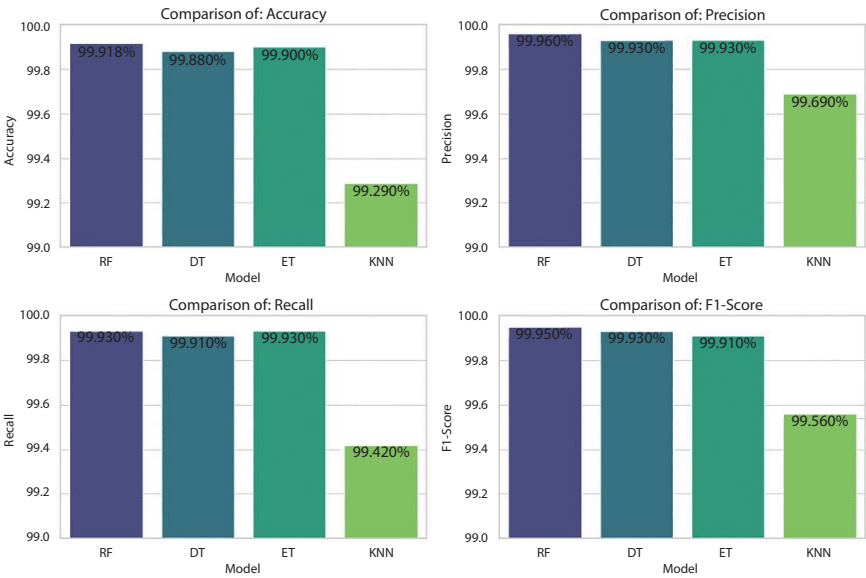 Comparison of: Accuracy
100.0
99.8
99.6
99.4
99.2
99.0
Accuracy
99.918%
99.880%
99.900%
99.290%
RF DT ET KNN
Model
Comparison of: Precision
100.0
99.8
99.6
99.4
99.2
99.0
Precision
99.960%
99.930%
99.930%
99.690%
RF DT ET KNN
Model
Comparison of: Recall
100.0
99.8
99.6
99.4
99.2
99.0
Recall
99.930%
99.910%
99.930%
99.420%
RF DT ET KNN
Model
Comparison of: F1-Score
100.0
99.8
99.6
99.4
99.2
99.0
F1-Score
99.950%
99.930%
99.910%
99.560%
RF DT ET KNN
Model